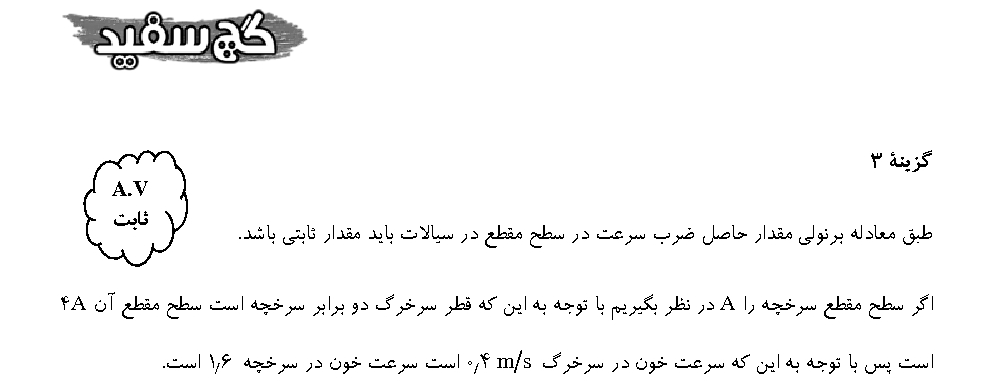 گچ سفید
گزینهٔ ۳
A.V
ثابت
طبق معادله برنولی مقدار حاصل ضرب سرعت در سطح مقطع در سیالات باید مقدار ثابتی باشد.
اگر سطح مقطع سرخچه را A در نظر بگیریم با توجه به این که قطر سرخرگ دو برابر سرخچه است سطح مقطع آن ۴A
است پس با توجه به این که سرعت خون در سرخرگ ۰٫۴ m/s است سرعت خون در سرخچه ۱٫۶ است.